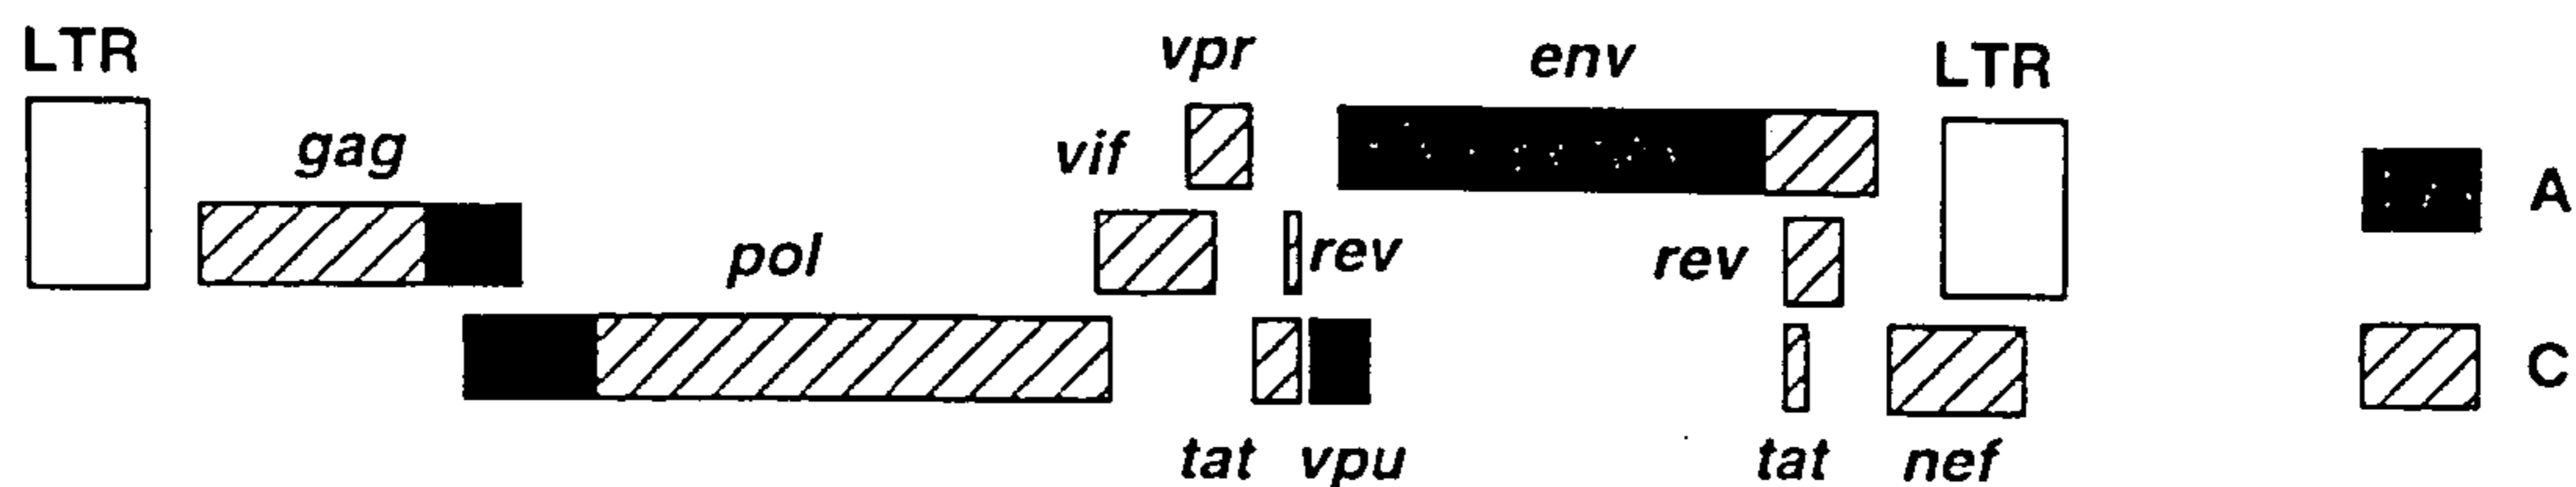 LTR
vpr
env
LTR
gag
vif
A
pol
rev
rev
C
tat
vpu
tat
nef